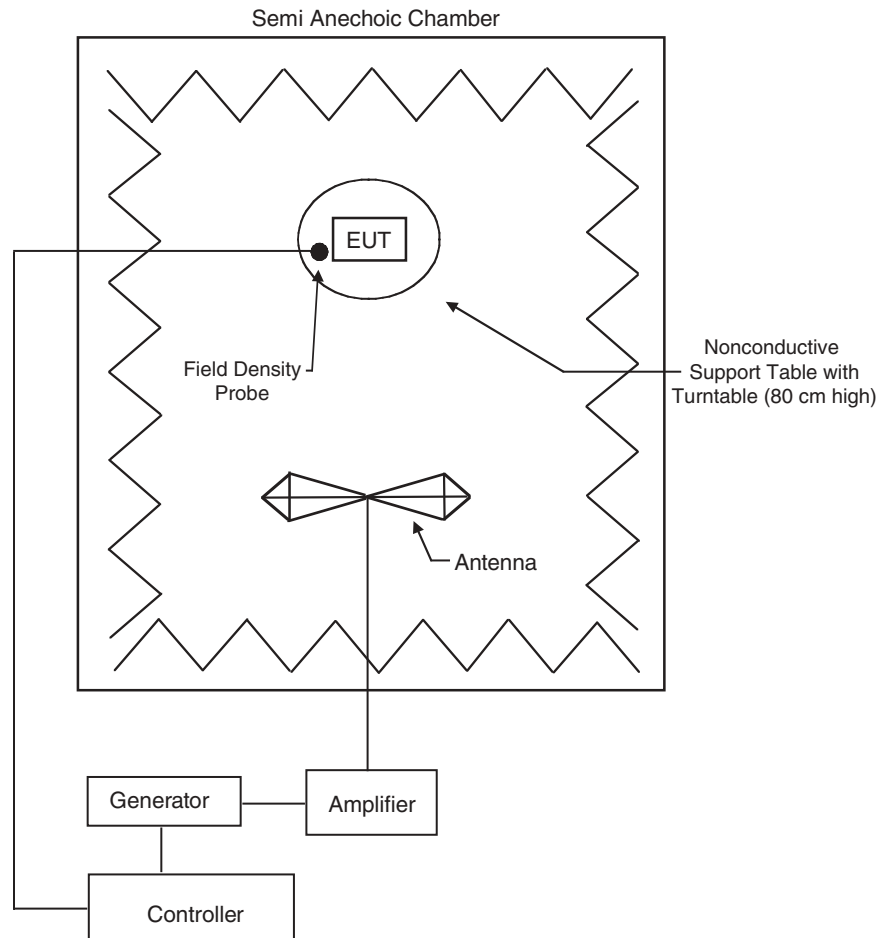 Semi Anechoic Chamber
EUT
Field Density
Probe
Nonconductive
Support Table with
Turntable (80 cm high)
Antenna
Generator
Amplifier
Controller